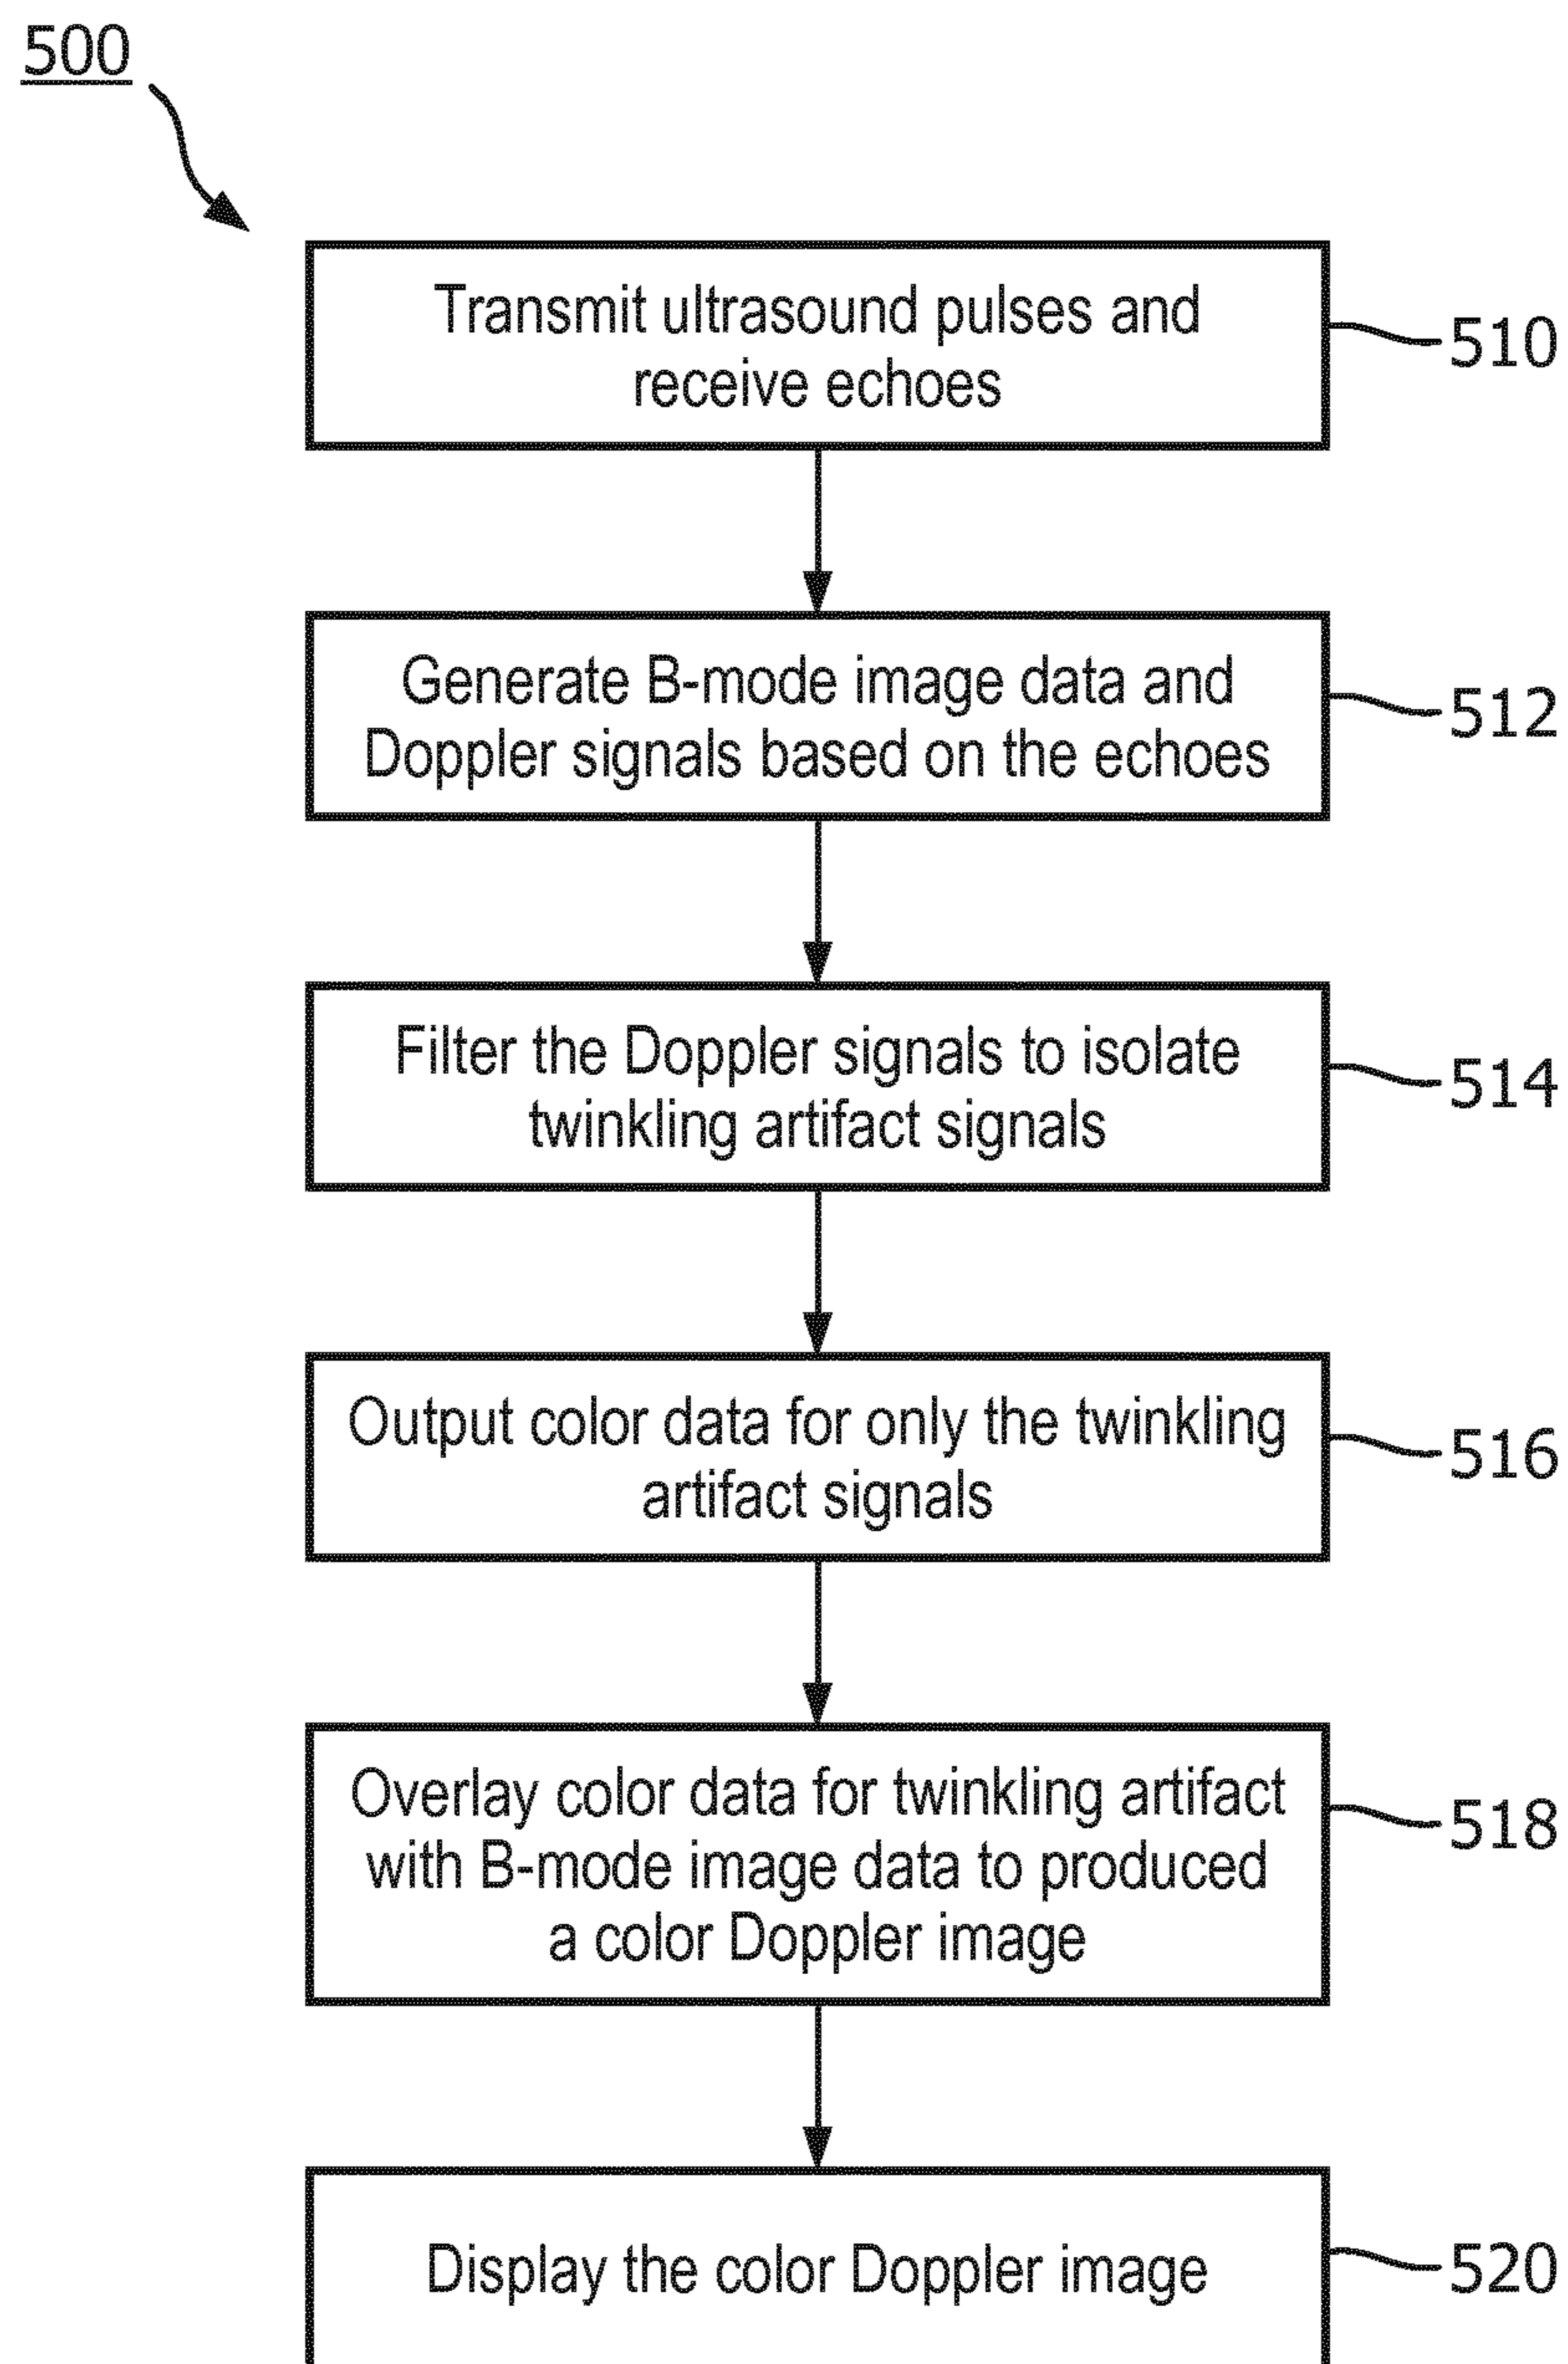 500
Transmit ultrasound pulses and
receive echoes
510
Generate B-mode image data and
Doppler signals based on the echoes
512
Filter the Doppler signals to isolate
twinkling artifact signals
514
Output color data for only the twinkling
artifact signals
516
Overlay color data for twinkling artifact
with B-mode image data to produced
a color Doppler image
518
Display the color Doppler image
520